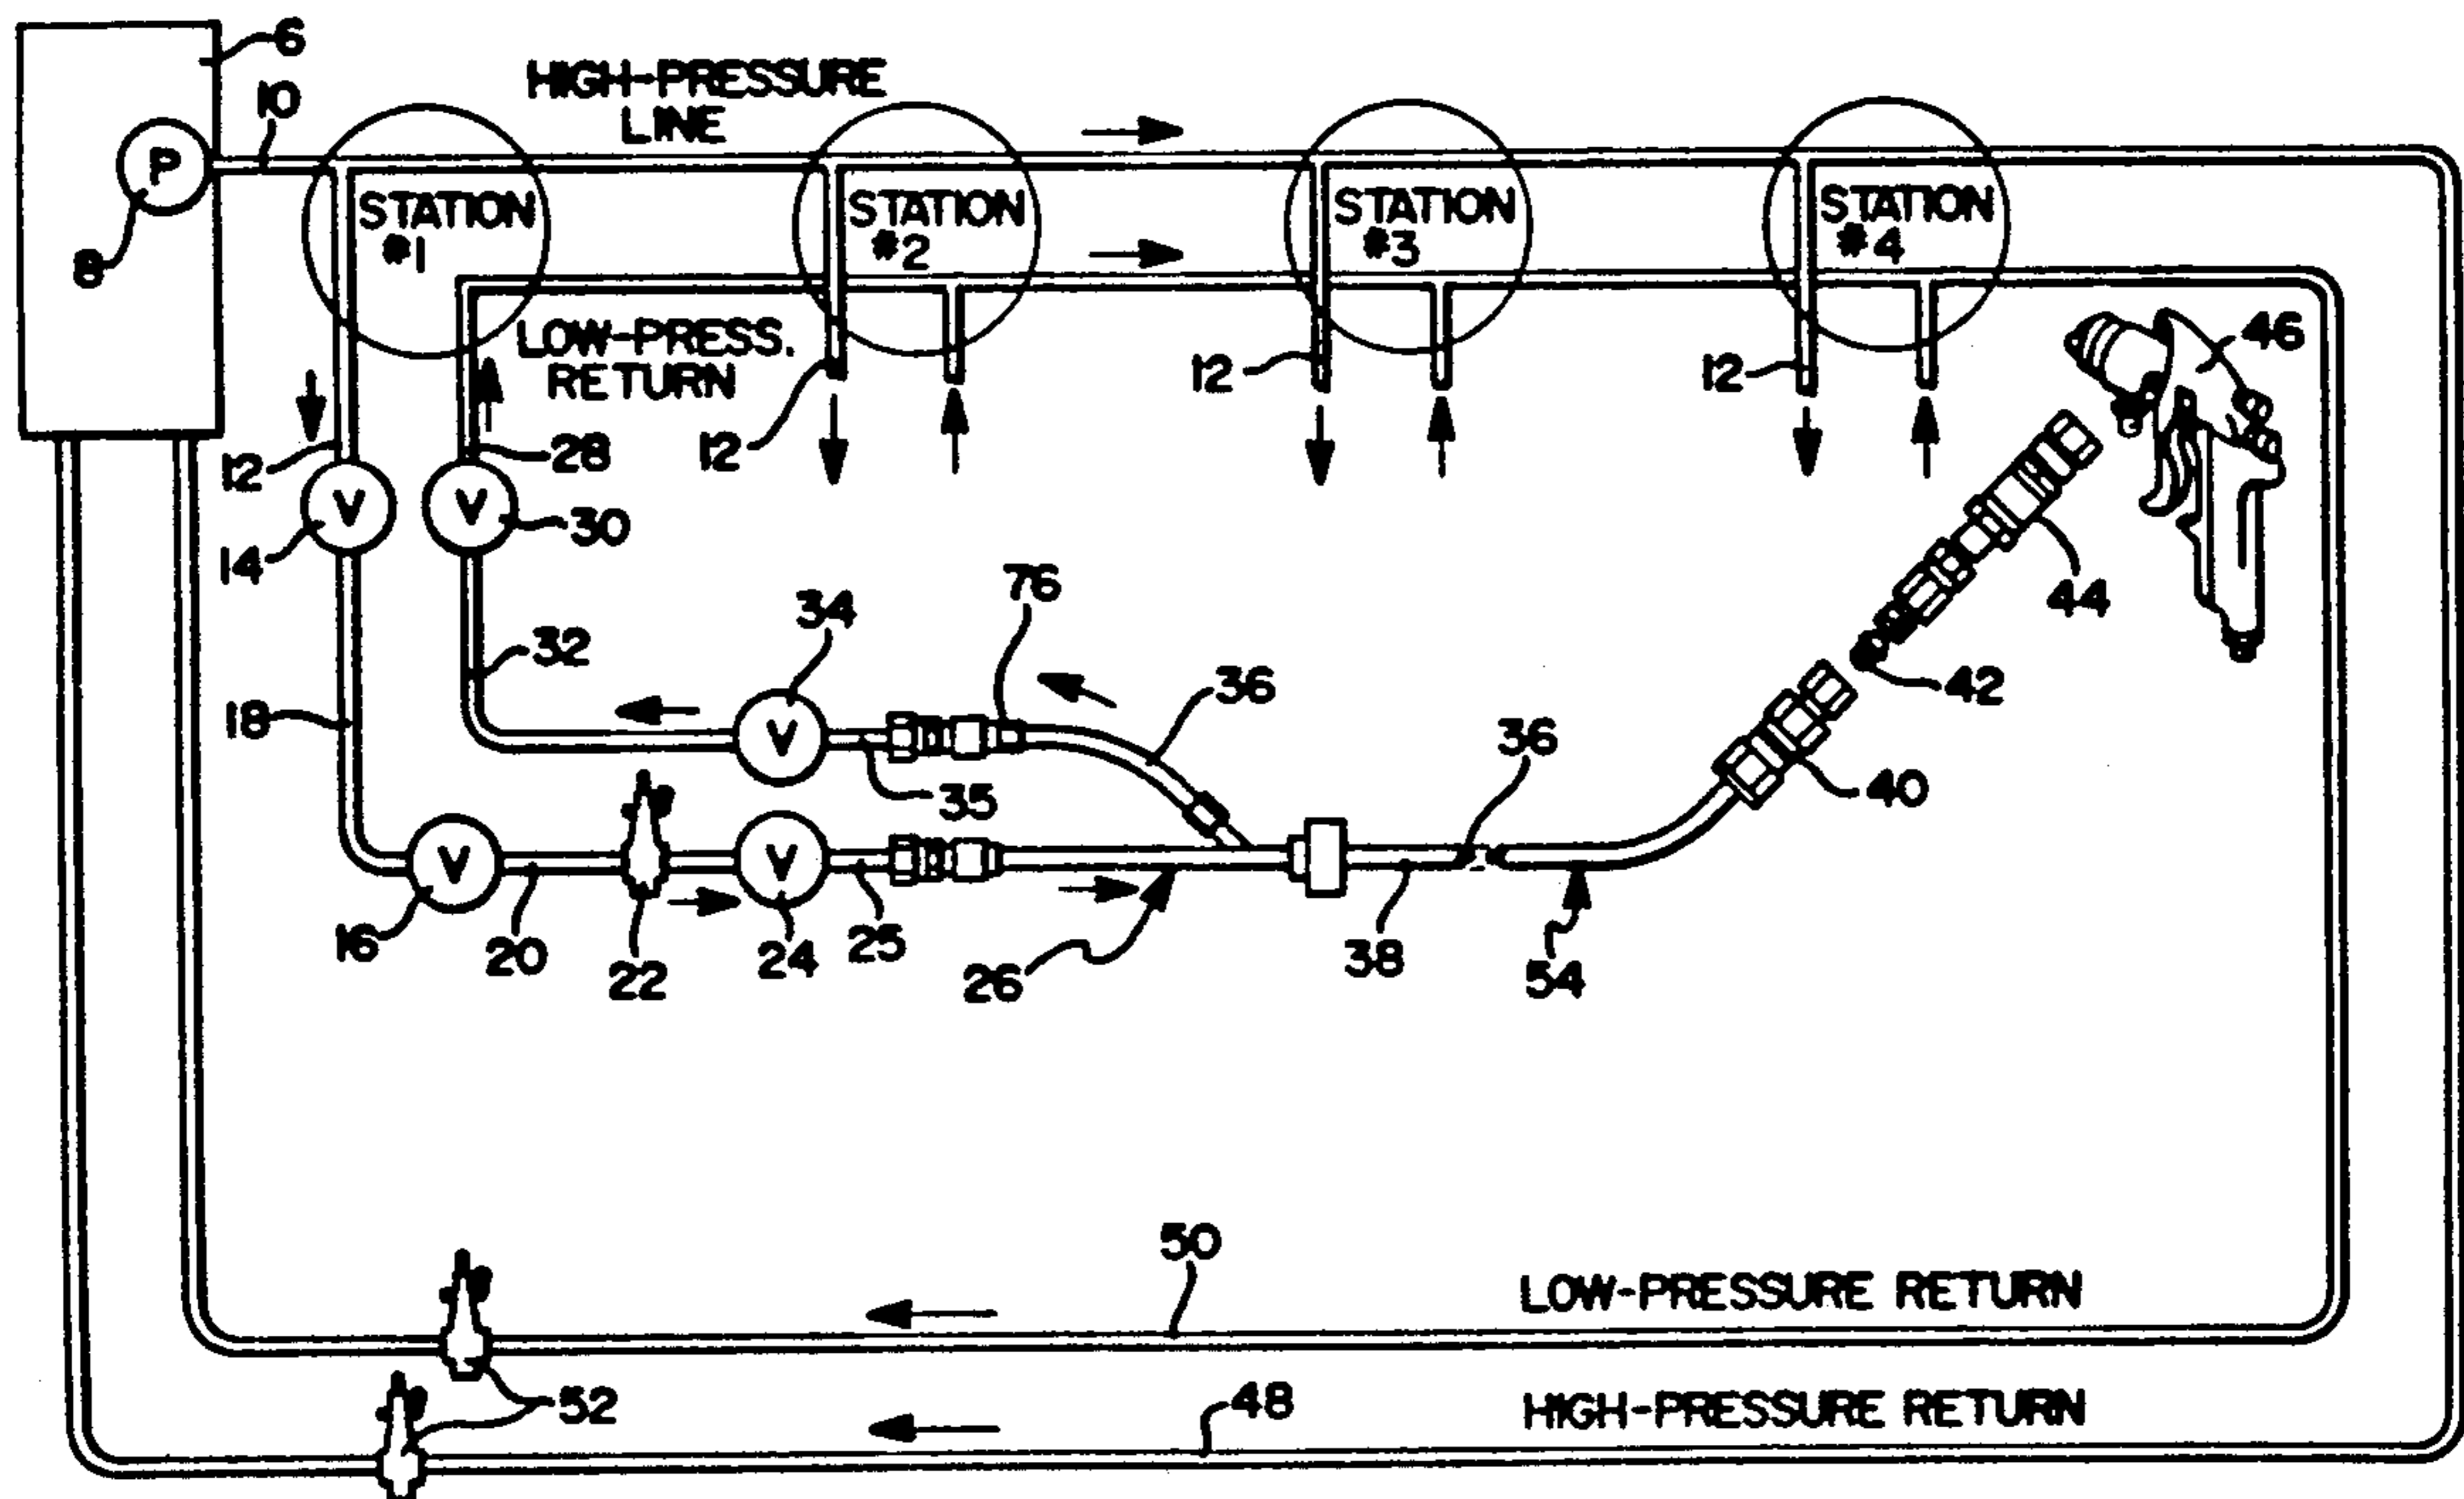 6
10
HIGH-PRESSURE
LINE
P
8
STATION
#1
STATION
#2
STATION
#3
STATION
#4
LOW-PRESS.
RETURN
46
12
28
12
12
12
V
V
14
30
76
34
44
32
36
42
18
36
V
35
40
V
V
16
20
22
24
25
26
38
54
50
LOW-PRESSURE RETURN
52
48
HIGH-PRESSURE RETURN